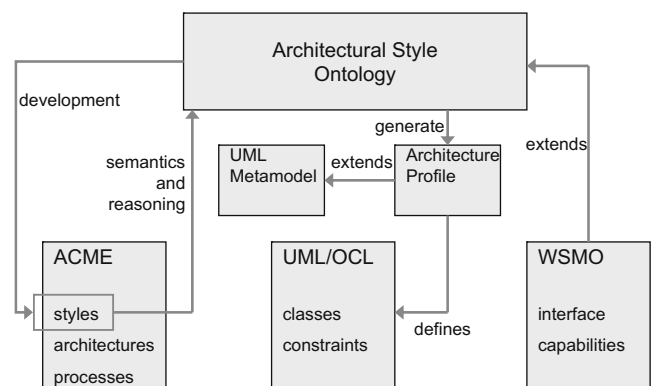 Architectural Style
Ontology
development
generate
extends
semantics
and
reasoning
UML
Metamodel
extends
Architecture
Profile
ACME
styles
architectures
processes
UML/OCL
classes
constraints
defines
WSMO
interface
capabilities